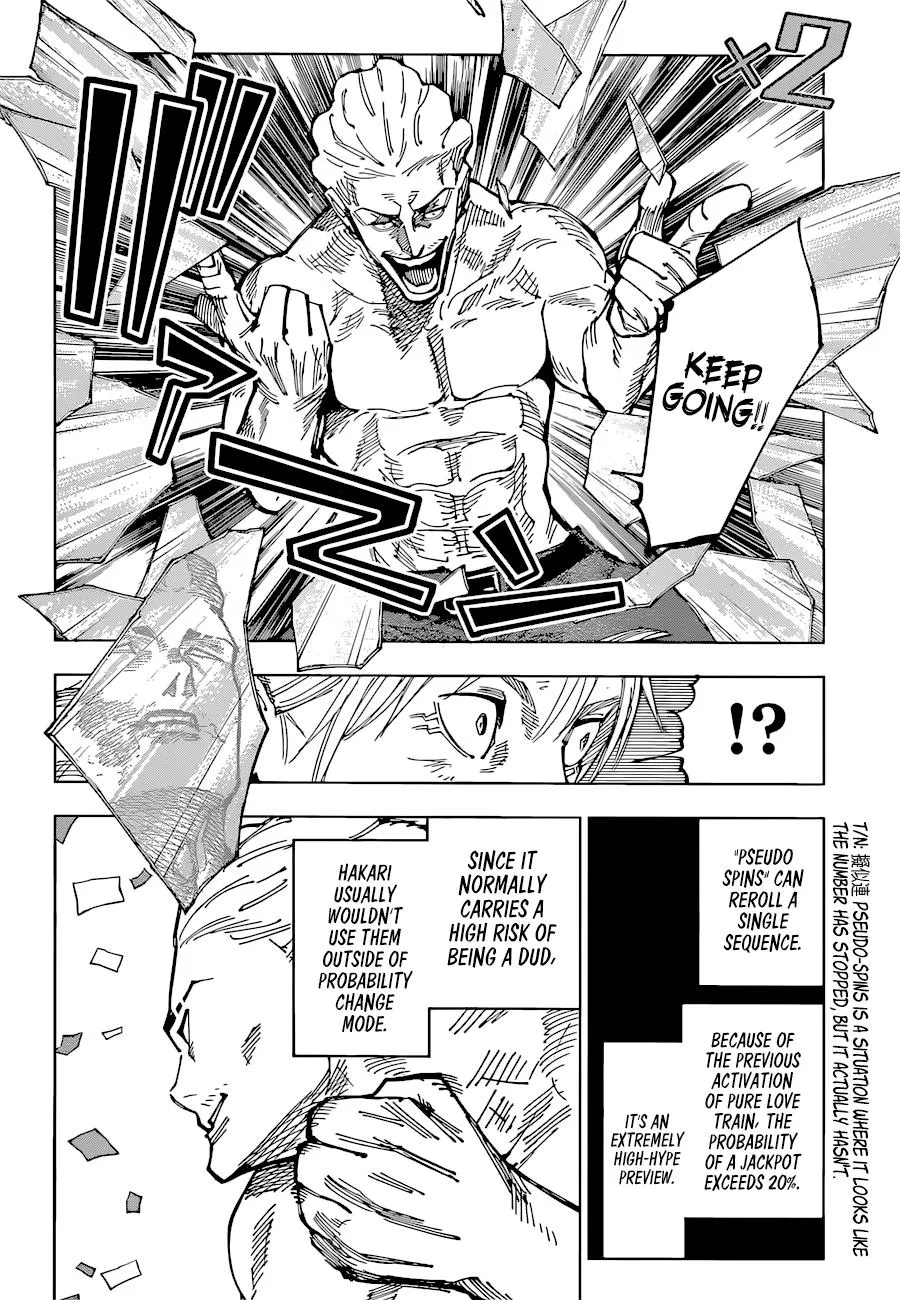 ×2
KEEP
GOING!!
!?
"PSEUDO
SPINS" CAN
REROLL A
SINGLE
SEQUENCE.
BECAUSE OF
THE PREVIOUS
ACTIVATION
OF PURE LOVE
TRAIN, THE
PROBABILITY
OF A JACKPOT
EXCEEDS 20%.
IT'S AN
EXTREMELY
HIGH-HYPE
PREVIEW.
SINCE IT
NORMALLY
CARRIES A
HIGH RISK OF
BEING A DUD,
HAKARI
USUALLY
WOULDN'T
USE THEM
OUTSIDE OF
PROBABILITY
CHANGE
MODE.
T/N: 擬似連 PSEUDO-SPINS IS A SITUATION WHERE IT LOOKS LIKE
THE NUMBER HAS STOPPED, BUT IT ACTUALLY HASN'T.